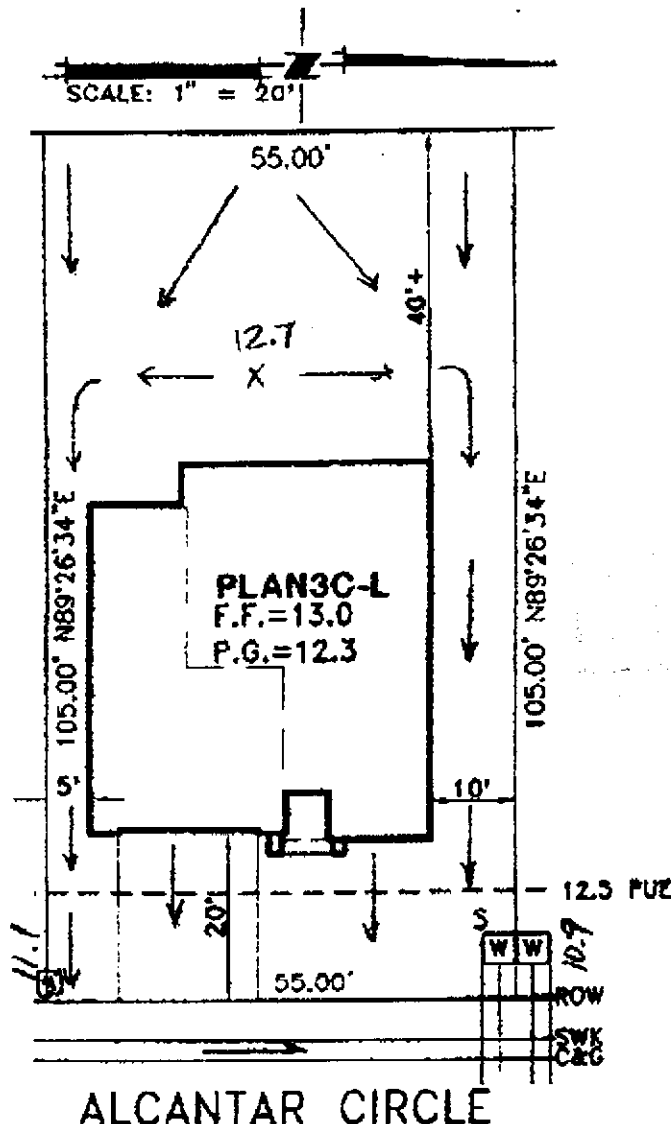 SCALE: 1" = 20'
55.00'
40'+
12.7
X
105.00' N89°26'34"E
PLAN3C-L
F.F.=13.0
P.G.=12.3
105.00' N89°26'34"E
5'
10'
20'
12.5 PUE
11.1
S
W W
10.9
55.00'
ROW
SWK
C&G
ALCANTAR CIRCLE